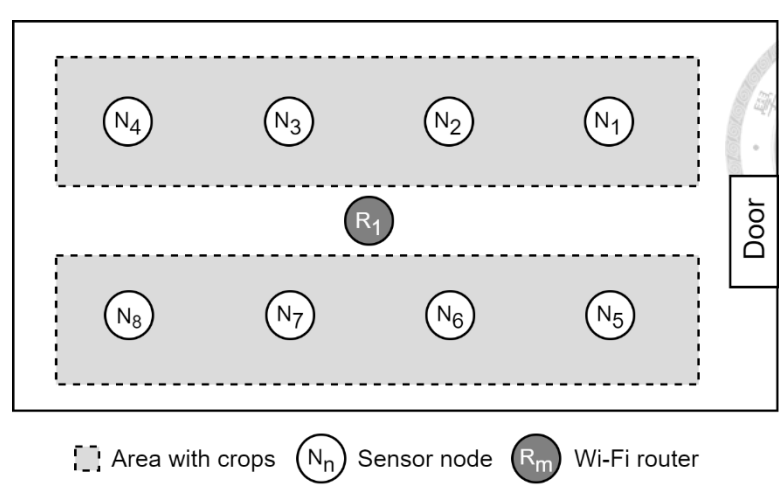 N4 N3 N2 N1
R1
Door
N8 N7 N6 N5
Area with crops Nn Sensor node Rm Wi-Fi router